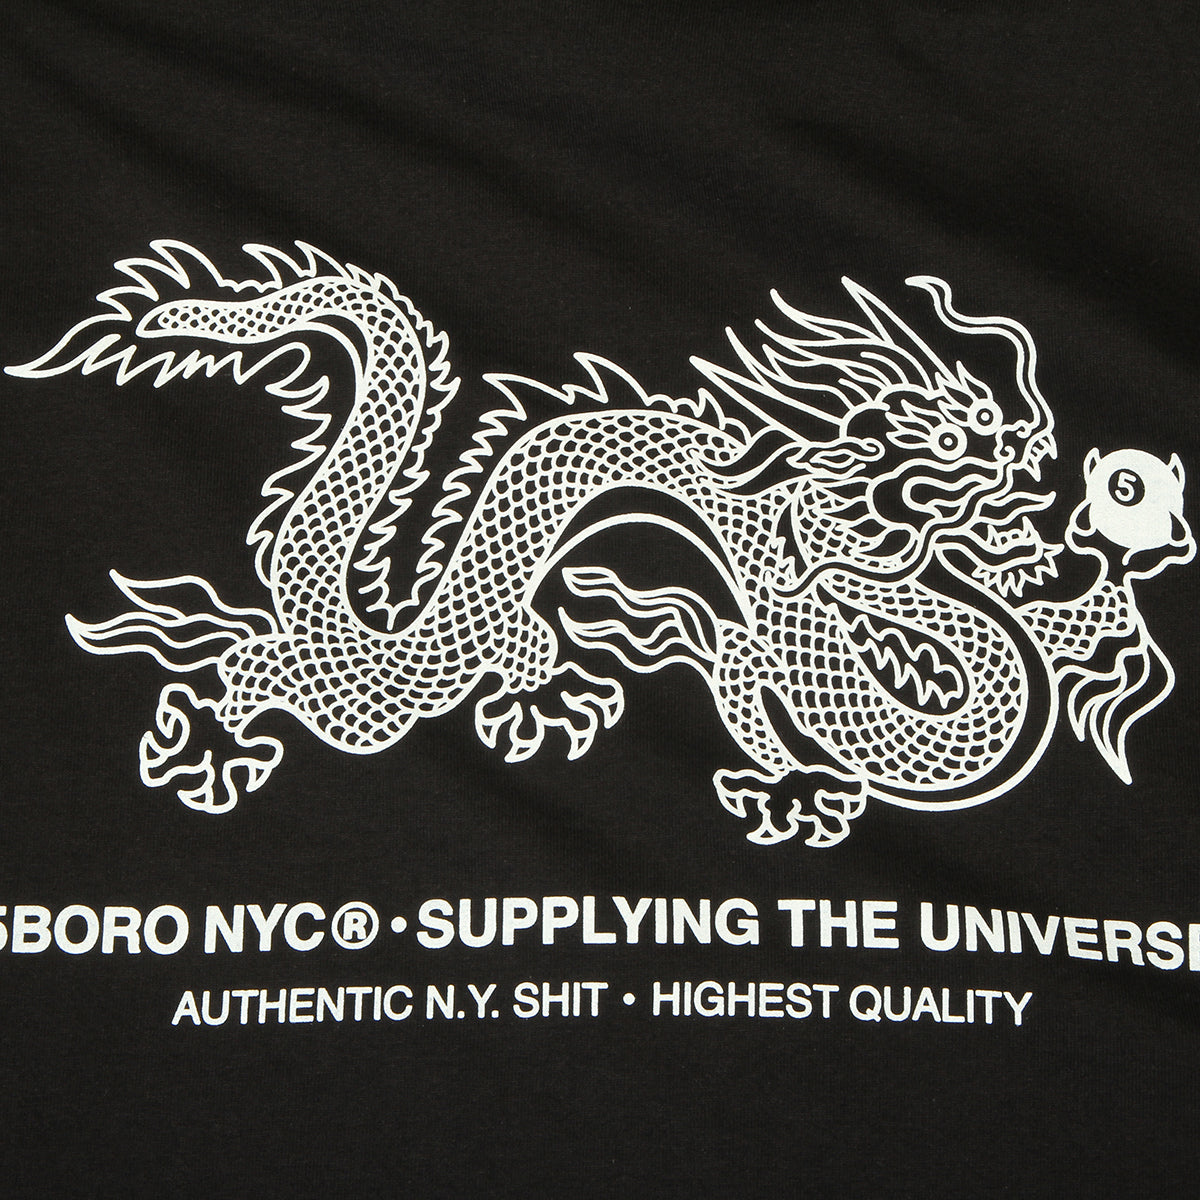 5
5BORO NYC® • SUPPLYING THE UNIVERSE
AUTHENTIC N.Y. SHIT • HIGHEST QUALITY